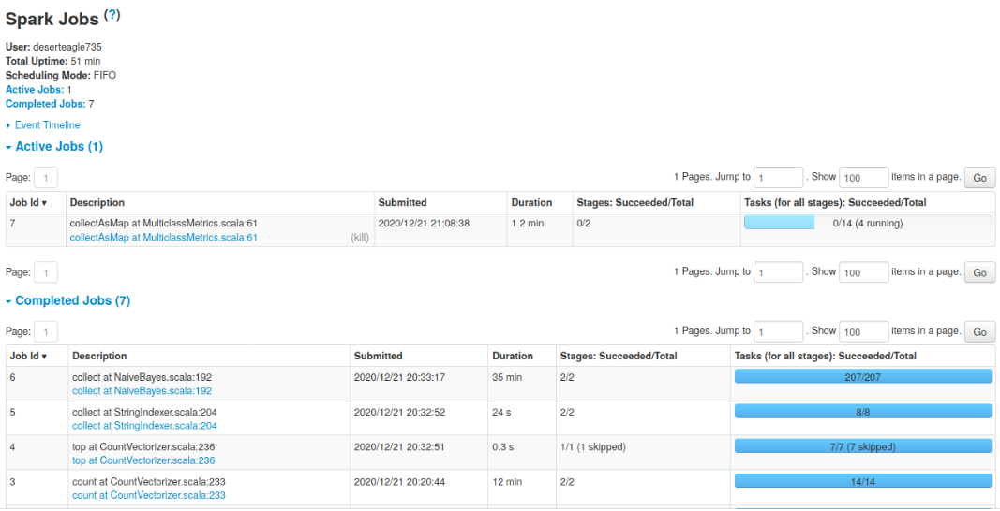 Spark Jobs (?)
User: deserteagle735
Total Uptime: 51 min
Scheduling Mode: FIFO
Active Jobs: 1
Completed Jobs: 7
Event Timeline
Active Jobs (1)
Page: 1 1 Pages. Jump to 1 . Show 100 items in a page. Go
Job Id ▾ Description Submitted Duration Stages: Succeeded/Total Tasks (for all stages): Succeeded/Total
7 collectAsMap at MulticlassMetrics.scala:61 2020/12/21 21:08:38 1.2 min 0/2 0/14 (4 running)
collectAsMap at MulticlassMetrics.scala:61 (kill)
Page: 1 1 Pages. Jump to 1 . Show 100 items in a page. Go
Completed Jobs (7)
Page: 1 1 Pages. Jump to 1 . Show 100 items in a page. Go
Job Id ▾ Description Submitted Duration Stages: Succeeded/Total Tasks (for all stages): Succeeded/Total
6 collect at NaiveBayes.scala:192 2020/12/21 20:33:17 35 min 2/2 207/207
collect at NaiveBayes.scala:192
5 collect at StringIndexer.scala:204 2020/12/21 20:32:52 24 s 2/2 8/8
collect at StringIndexer.scala:204
4 top at CountVectorizer.scala:236 2020/12/21 20:32:51 0.3 s 1/1 (1 skipped) 7/7 (7 skipped)
top at CountVectorizer.scala:236
3 count at CountVectorizer.scala:233 2020/12/21 20:20:44 12 min 2/2 14/14
count at CountVectorizer.scala:233